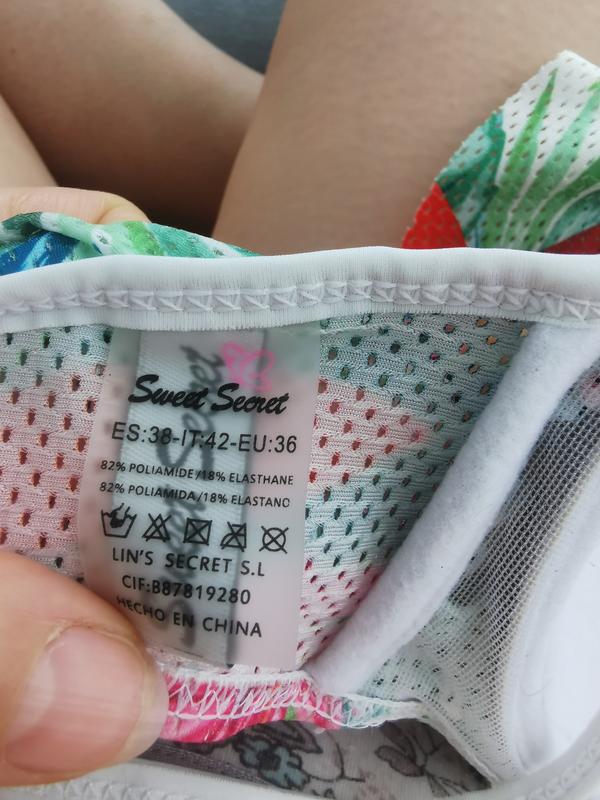 Sweet Secret
ES:38-IT:42-EU:36
82% POLIAMIDE/18% ELASTHANE
82% POLIAMIDA/18% ELASTANO
LIN'S SECRET S.L
CIF:B87819280
HECHO EN CHINA